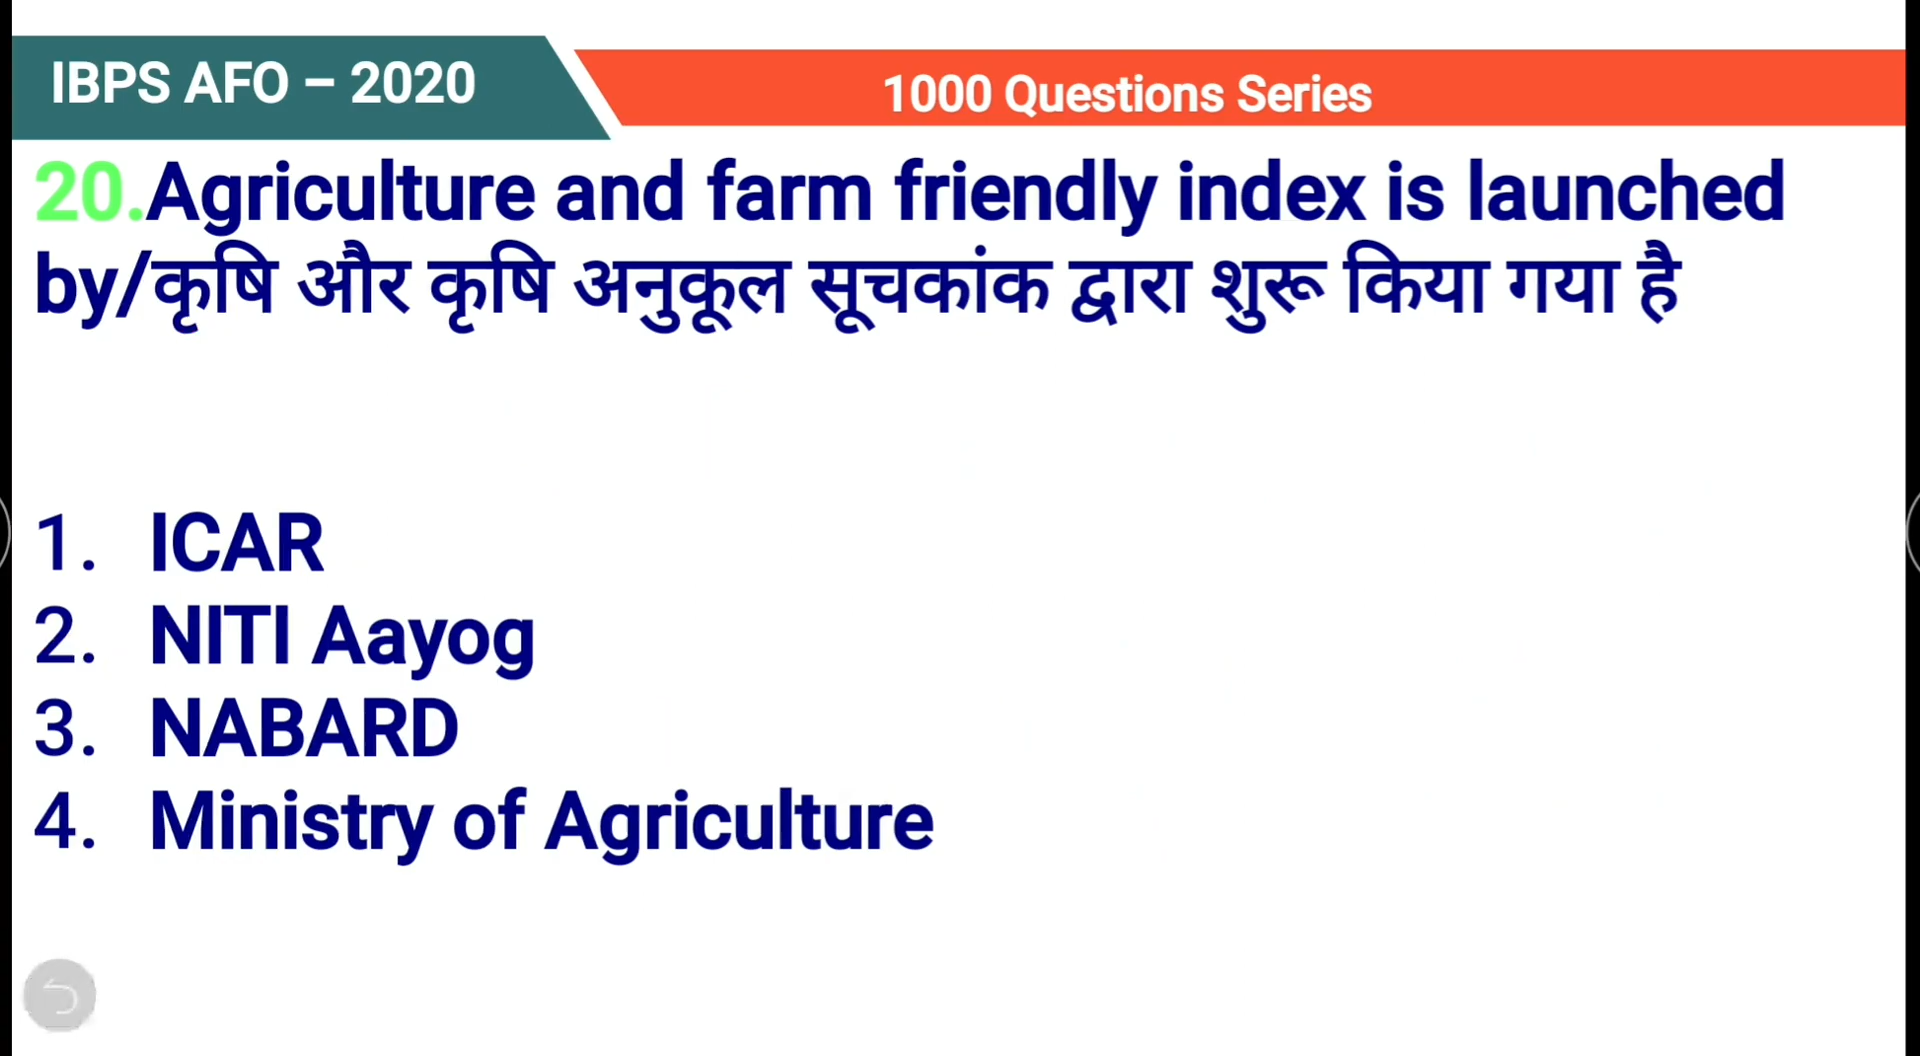 IBPS AFO – 2020
1000 Questions Series
20.Agriculture and farm friendly index is launched
by/कृषि और कृषि अनुकूल सूचकांक द्वारा शुरू किया गया है
1. ICAR
2. NITI Aayog
3. NABARD
4. Ministry of Agriculture